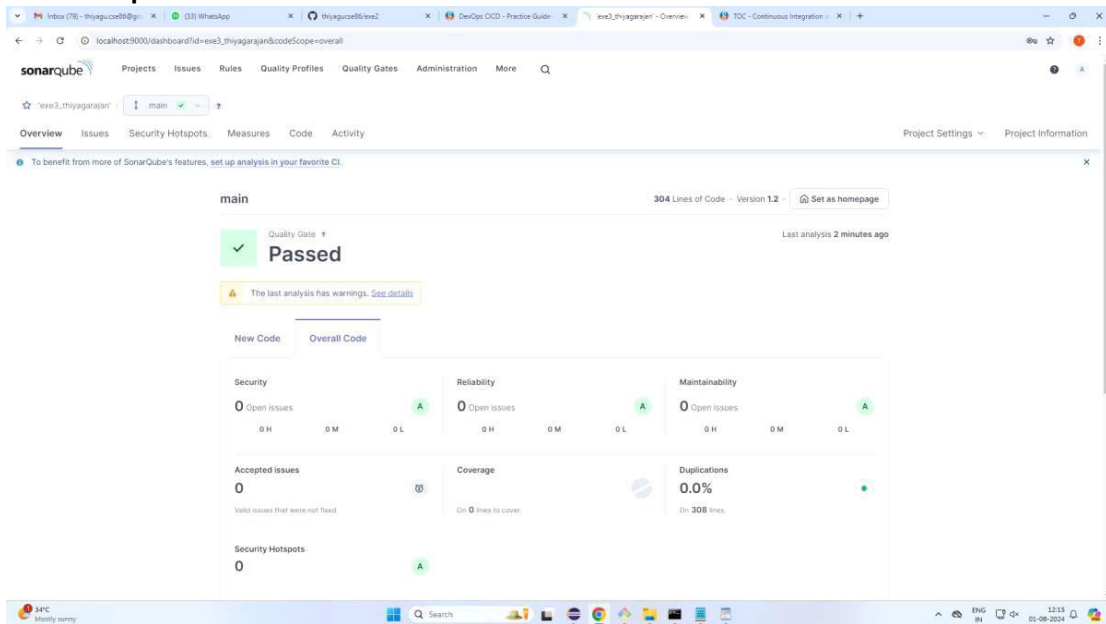 Inbox (79) - thiyagucse86@gm
(33) WhatsApp
thiyagucse86/exe2
DevOps CICD - Practice Guide-
'exe3_thiyagarajan' - Overview
TOC - Continuous Integration
localhost:9000/dashboard?id=exe3_thiyagarajan&codeScope=overall
sonarqube Projects Issues Rules Quality Profiles Quality Gates Administration More A
'exe3_thiyagarajan' / main ?
Overview Issues Security Hotspots Measures Code Activity Project Settings Project Information
To benefit from more of SonarQube's features, set up analysis in your favorite CI.
main 304 Lines of Code · Version 1.2 · Set as homepage
Quality Gate ? Last analysis 2 minutes ago
Passed
The last analysis has warnings. See details
New Code Overall Code
Security Reliability Maintainability
0 Open issues A 0 Open issues A 0 Open issues A
0 H 0 M 0 L 0 H 0 M 0 L 0 H 0 M 0 L
Accepted issues Coverage Duplications
0 0.0%
Valid issues that were not fixed On 0 lines to cover. On 308 lines.
Security Hotspots
0 A
34°C ENG 12:15
Mostly sunny Search IN 01-08-2024